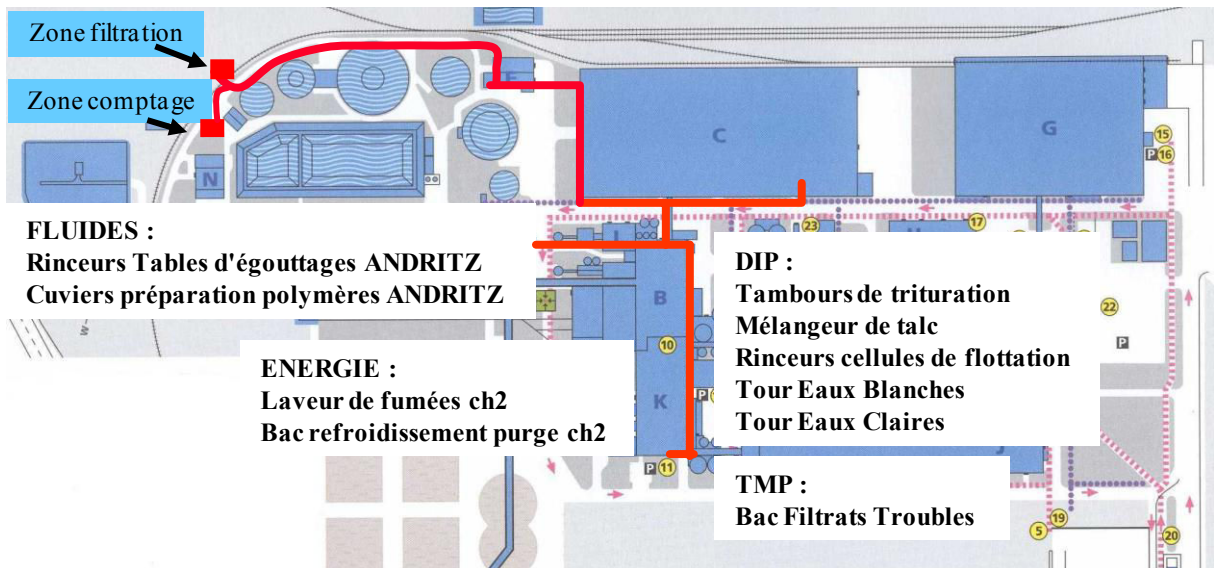 Zone filtration
Zone comptage
E
C
G
15
P 16
N
FLUIDES :
Rinceurs Tables d'égouttages ANDRITZ
Cuviers préparation polymères ANDRITZ
23
17
DIP :
Tambours de trituration
Mélangeur de talc
Rinceurs cellules de flottation
Tour Eaux Blanches
Tour Eaux Claires
B
22
10
P
ENERGIE :
Laveur de fumées ch2
Bac refroidissement purge ch2
K
P
P 11
J
TMP :
Bac Filtrats Troubles
19
5
20
W